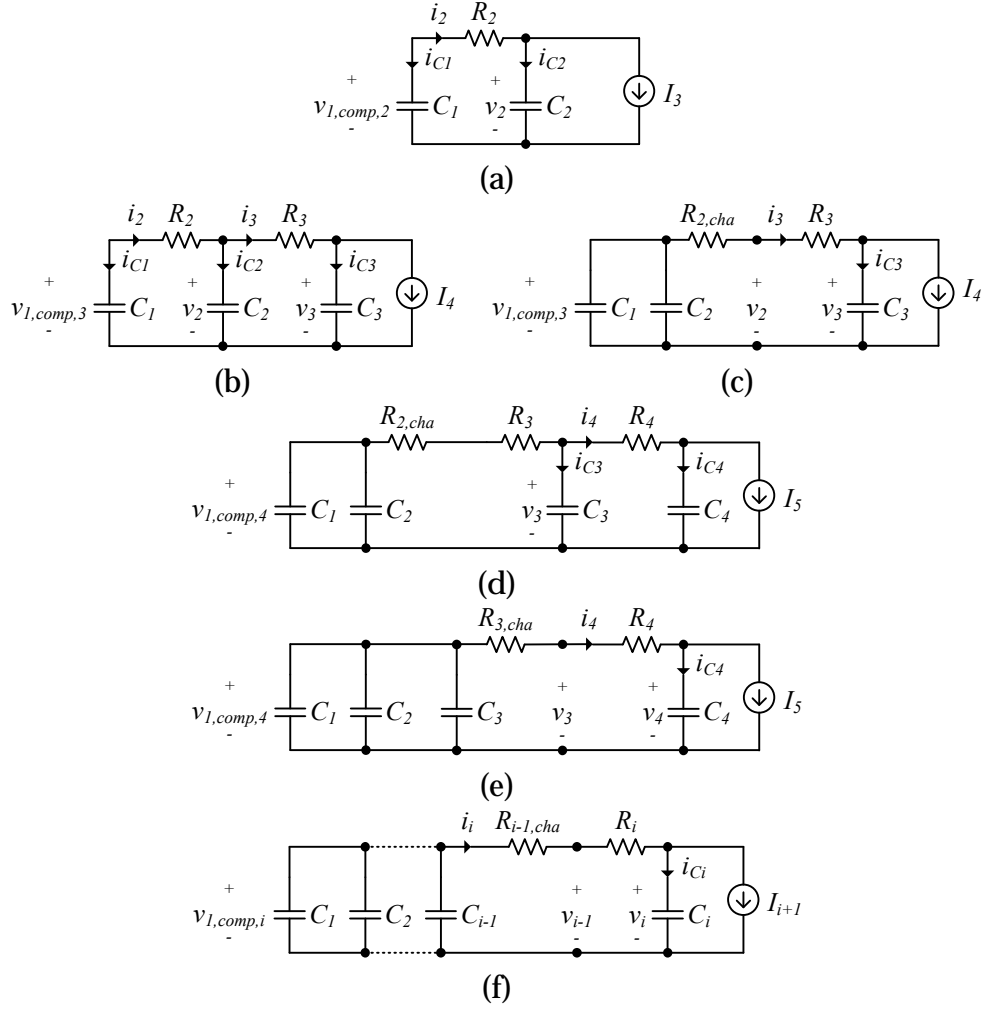 i2 R2
iC1 iC2
+ +
v1,comp,2 C1 v2 C2 I3
- -
(a)
i2 R2 i3 R3 R2,cha i3 R3
iC1 iC2 iC3 iC3
+ + + + + +
v1,comp,3 C1 v2 C2 v3 C3 I4 v1,comp,3 C1 C2 v2 v3 C3 I4
- - - - - -
(b) (c)
R2,cha R3 i4 R4
iC3 iC4
+ +
v1,comp,4 C1 C2 v3 C3 C4 I5
- -
(d)
R3,cha i4 R4
iC4
+ + +
v1,comp,4 C1 C2 C3 v3 v4 C4 I5
- - -
(e)
ii Ri-1,cha Ri
iCi
+ + +
v1,comp,i C1 C2 Ci-1 vi-1 vi Ci Ii+1
- - -
(f)